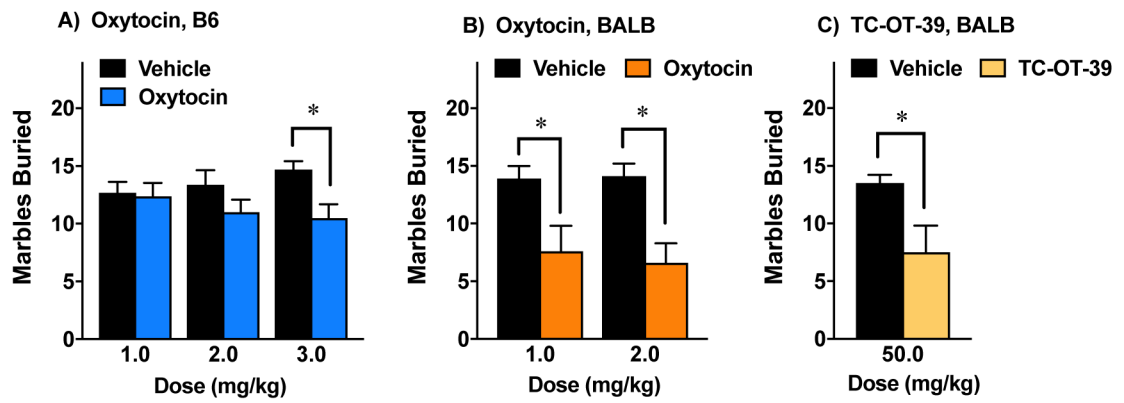 A) Oxytocin, B6
Vehicle
Oxytocin
Marbles Buried
20
15
10
5
0
*
1.0 2.0 3.0
Dose (mg/kg)
B) Oxytocin, BALB
Vehicle Oxytocin
Marbles Buried
20
15
10
5
0
* *
1.0 2.0
Dose (mg/kg)
C) TC-OT-39, BALB
Vehicle TC-OT-39
Marbles Buried
20
15
10
5
0
*
50.0
Dose (mg/kg)